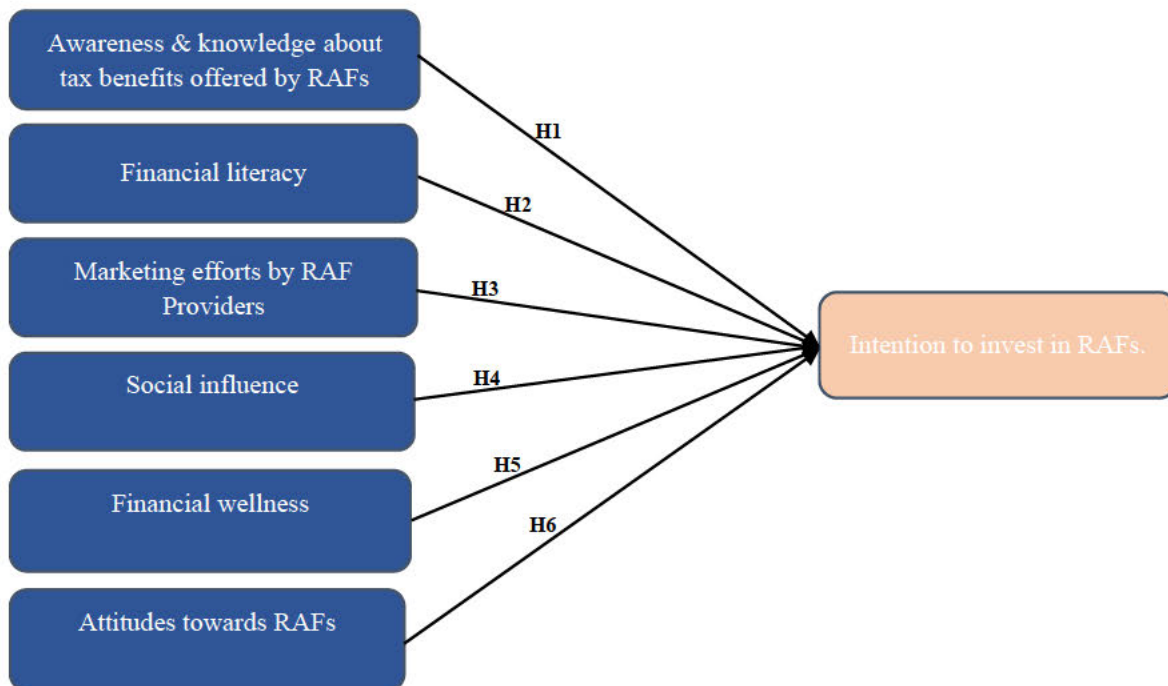 Awareness & knowledge about
tax benefits offered by RAFs
H1
Financial literacy
H2
Marketing efforts by RAF
Providers
H3
Intention to invest in RAFs.
Social influence
H4
Financial wellness
H5
H6
Attitudes towards RAFs